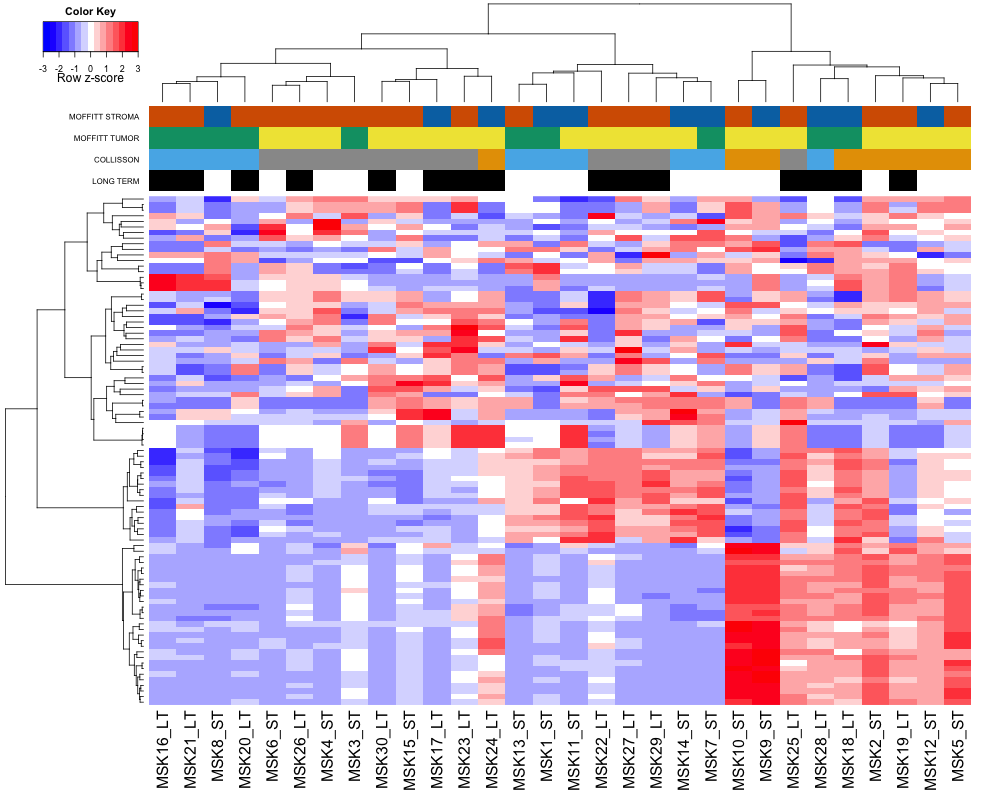 Color Key
-3 -2 -1 0 1 2 3
Row z-score
MOFFITT STROMA
MOFFITT TUMOR
COLLISSON
LONG TERM
MSK16_LT
MSK21_LT
MSK8_ST
MSK20_LT
MSK6_ST
MSK26_LT
MSK4_ST
MSK3_ST
MSK30_LT
MSK15_ST
MSK17_LT
MSK23_LT
MSK24_LT
MSK13_ST
MSK1_ST
MSK11_ST
MSK22_LT
MSK27_LT
MSK29_LT
MSK14_ST
MSK7_ST
MSK10_ST
MSK9_ST
MSK25_LT
MSK28_LT
MSK18_LT
MSK2_ST
MSK19_LT
MSK12_ST
MSK5_ST